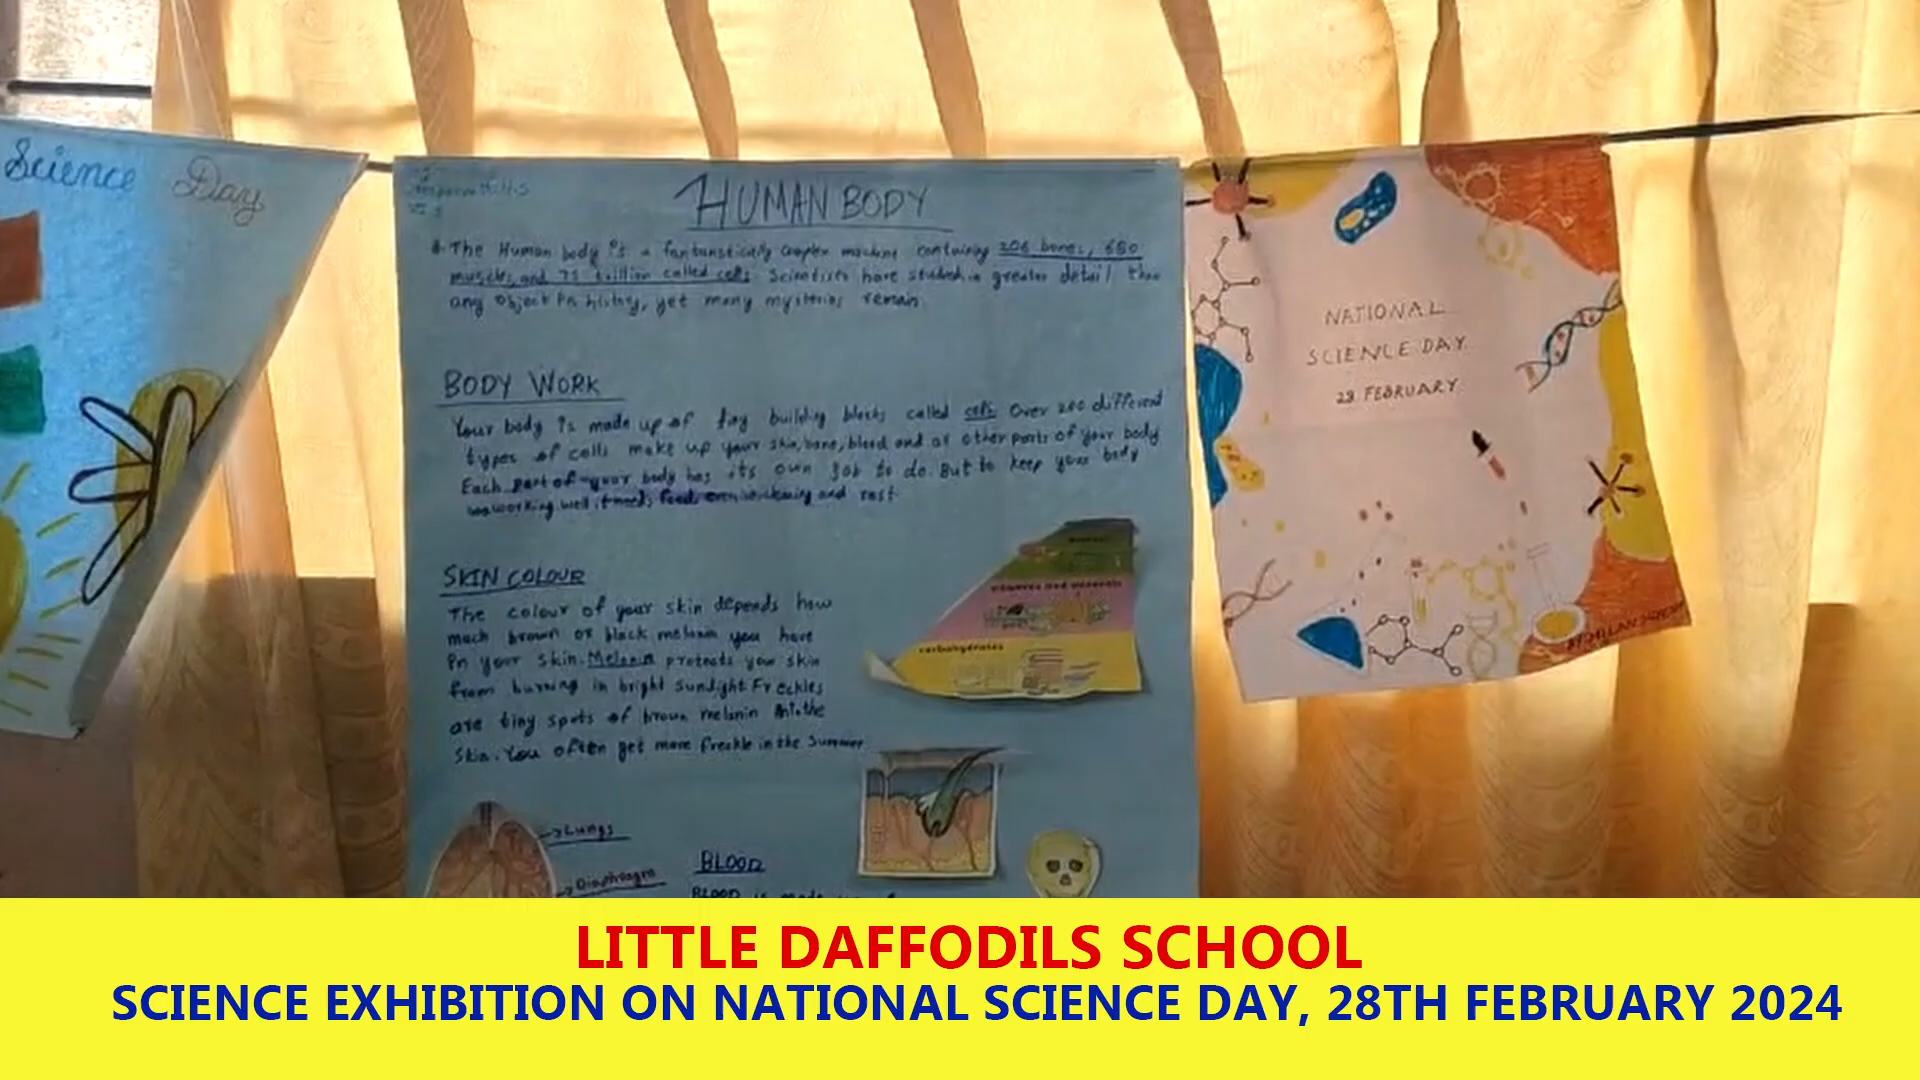 Science Day
HUMAN BODY
The Human body is a fantanstically complex machine containing 206 bones, 650
muscles, and 75 trillion called cells. Scientists have studied in greater detail than
any object in history, yet many mysteries remain.
BODY WORK
Your body is made up of tiny building blocks called cells. Over 200 different
types of cells make up your skin, bone, blood and other parts of your body
Each part of your body has its own job to do. But to keep your body
working well it needs food and rest
SKIN COLOUR
The colour of your skin depends how
much brown or black melanin you have
in your skin. Melanin protects your skin
from burning in bright sundight Freckles
are tiny spots of brown melanin in the
skin. You often get more freckle in the Summer
vitamins and minerals
carbohydrates
Lungs
Diaphragm
BLOOD
NATIONAL
SCIENCE DAY
28 FEBRUARY
LITTLE DAFFODILS SCHOOL
SCIENCE EXHIBITION ON NATIONAL SCIENCE DAY, 28TH FEBRUARY 2024